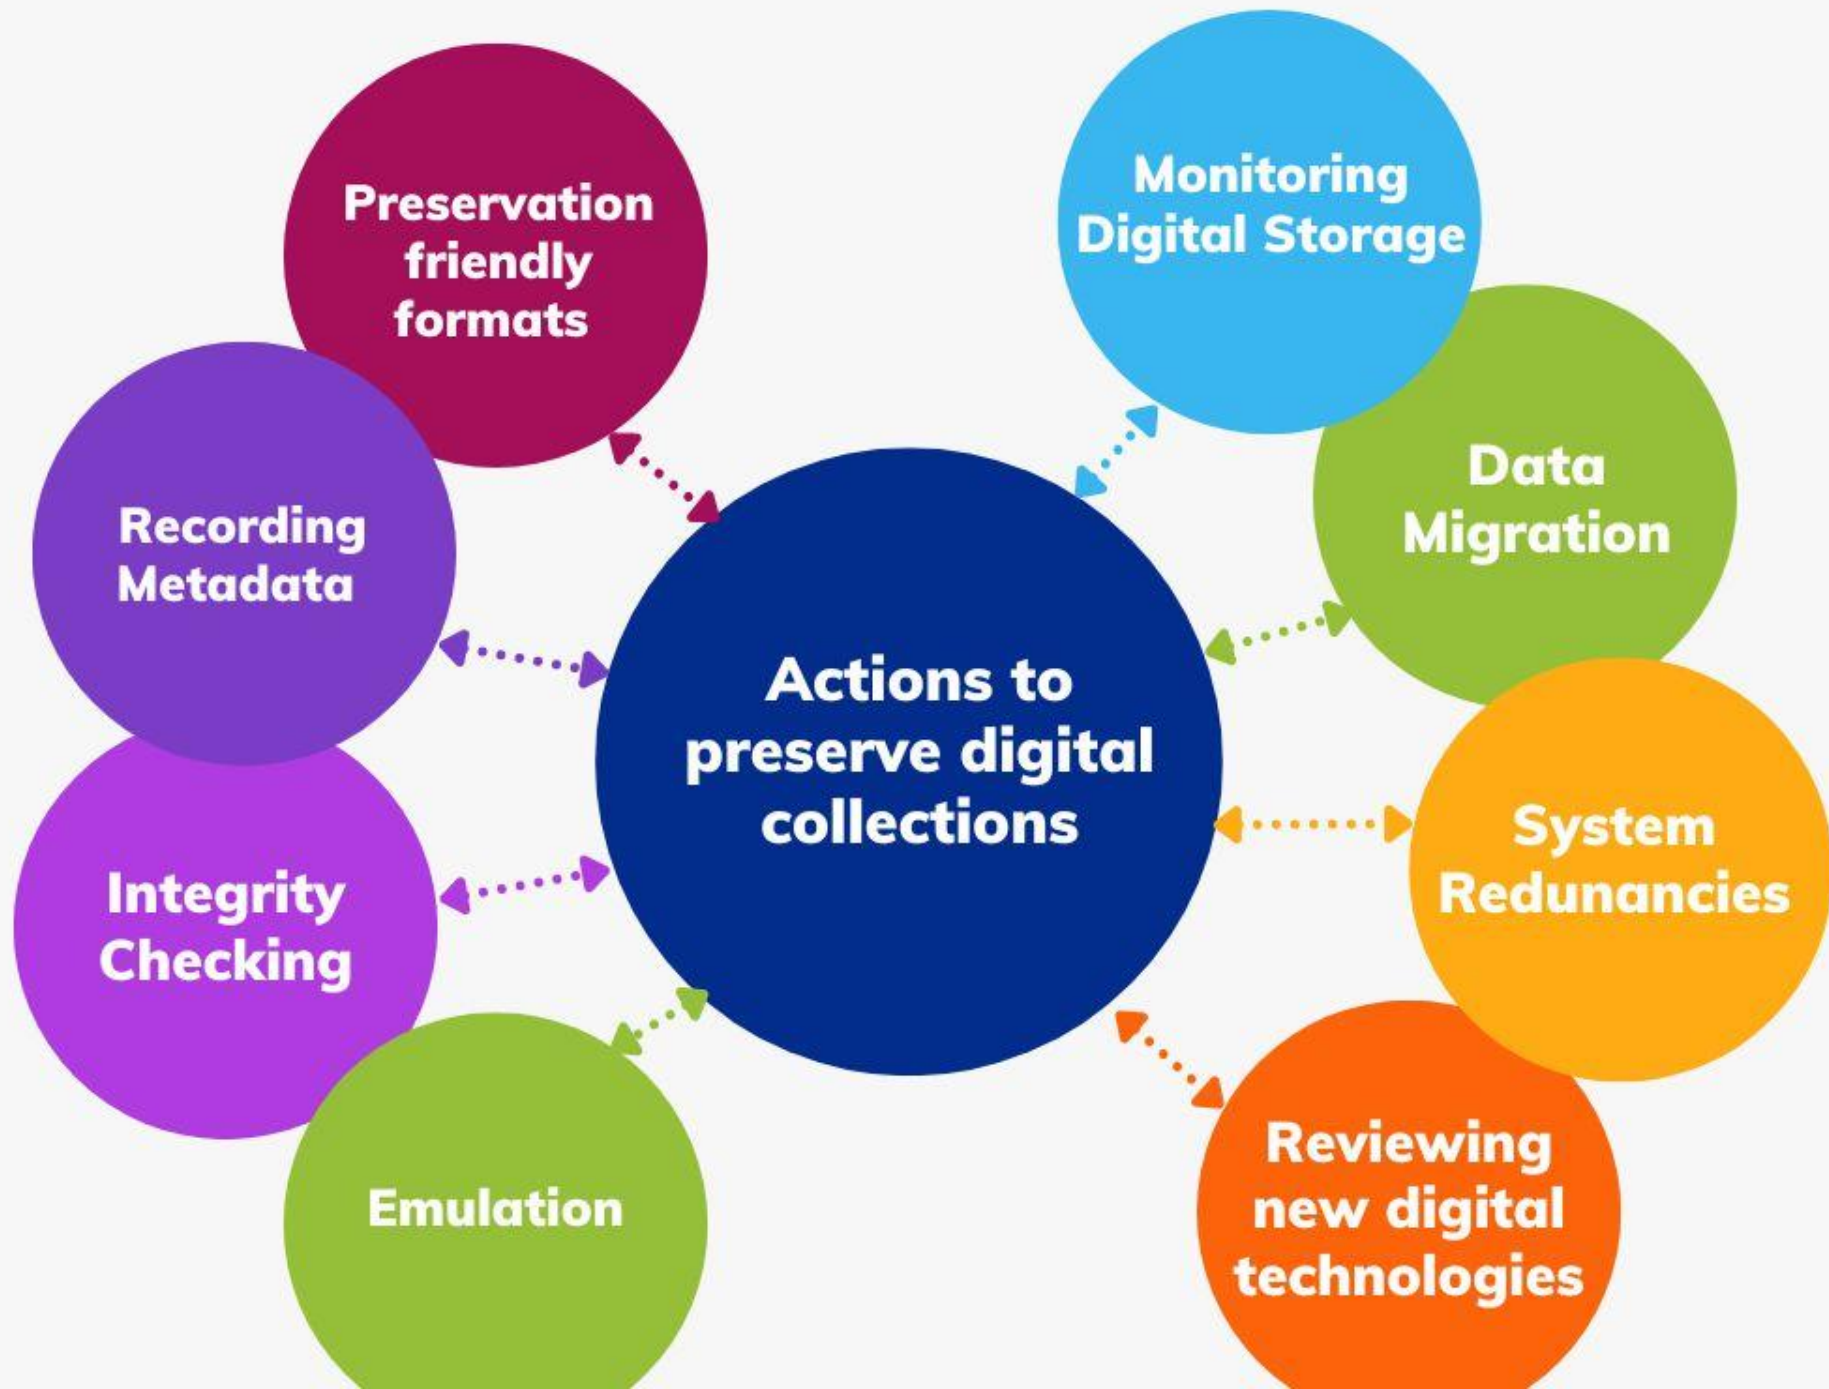 Preservation
friendly
formats
Monitoring
Digital Storage
Recording
Metadata
Data
Migration
Actions to
preserve digital
collections
Integrity
Checking
System
Redunancies
Emulation
Reviewing
new digital
technologies